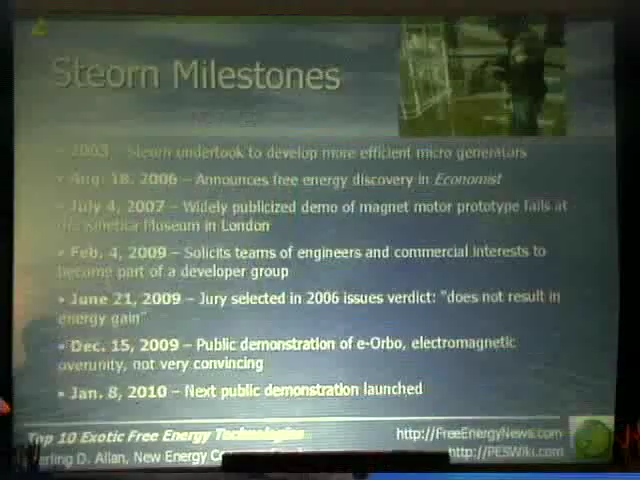 Steorn Milestones
2003 Steorn undertook to develop more efficient micro generators
Aug. 18. 2006 – Announces free energy discovery in Economist
July 4, 2007 – Widely publicized demo of magnet motor prototype fails at
the Kinetica Museum in London
Feb. 4, 2009 – Solicits teams of engineers and commercial interests to
become part of a developer group
June 21, 2009 – Jury selected in 2006 issues verdict: "does not result in
energy gain"
Dec. 15, 2009 – Public demonstration of e-Orbo, electromagnetic
overunity, not very convincing
Jan. 8, 2010 – Next public demonstration launched
Top 10 Exotic Free Energy Technologies
http://FreeEnergyNews.com
erling D. Allan, New Energy
http://PESWiki.com